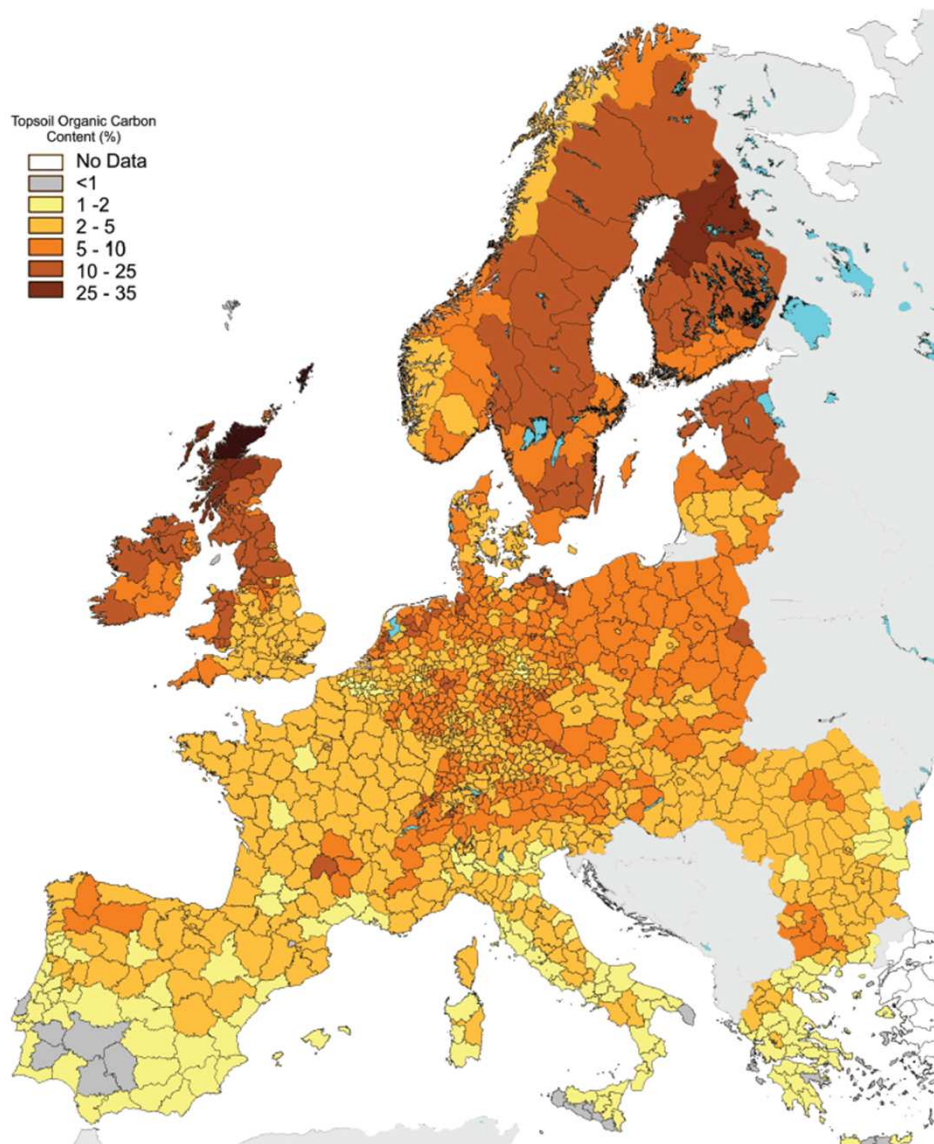 Topsoil Organic Carbon
Content (%)
No Data
<1
1 -2
2 - 5
5 - 10
10 - 25
25 - 35